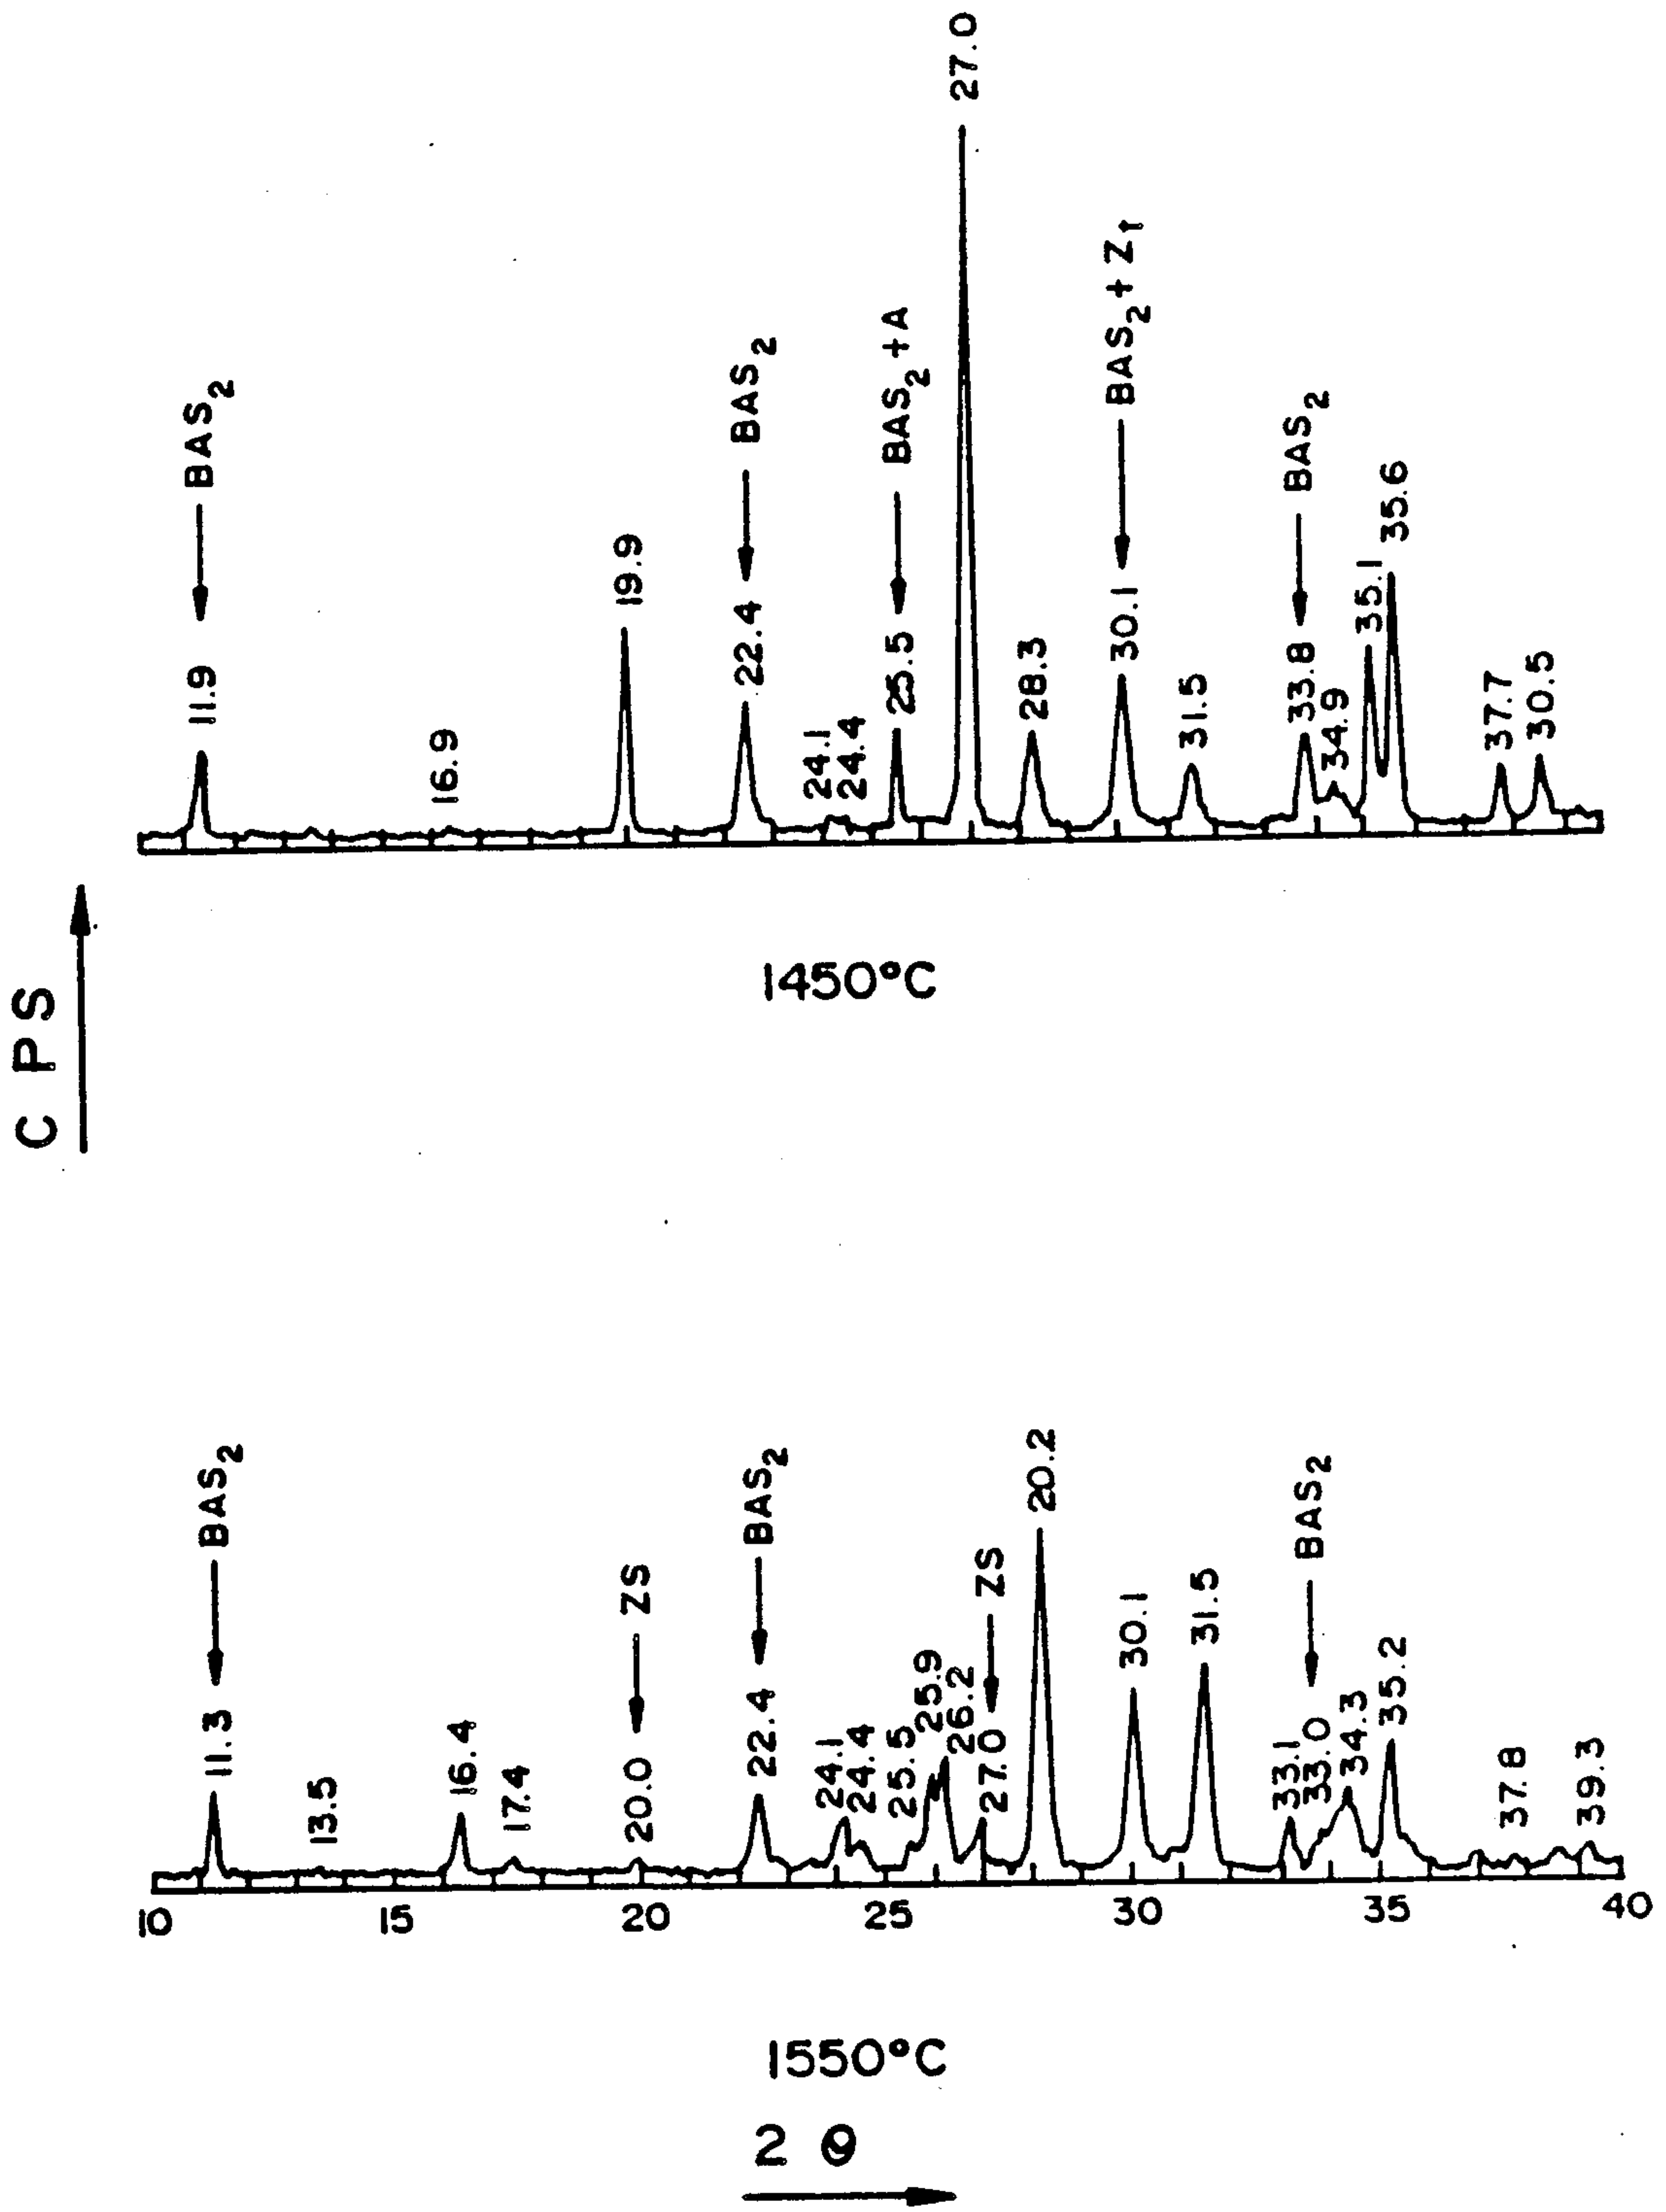 BAS2
BAS2
BAS2 + A
27.0
BAS2 + Zt
BAS2
11.9
16.9
19.9
22.4
24.1
24.4
25.5
28.3
30.1
31.5
33.8
34.9
35.1
35.6
37.7
30.5
CPS
1450°C
BAS2
ZS
BAS2
ZS
BAS2
11.3
13.5
16.4
17.4
20.0
22.4
24.1
24.4
25.5
25.9
26.2
27.0
20.2
30.1
31.5
33.1
33.0
34.3
35.2
37.8
39.3
10 15 20 25 30 35 40
1550°C
2 Θ